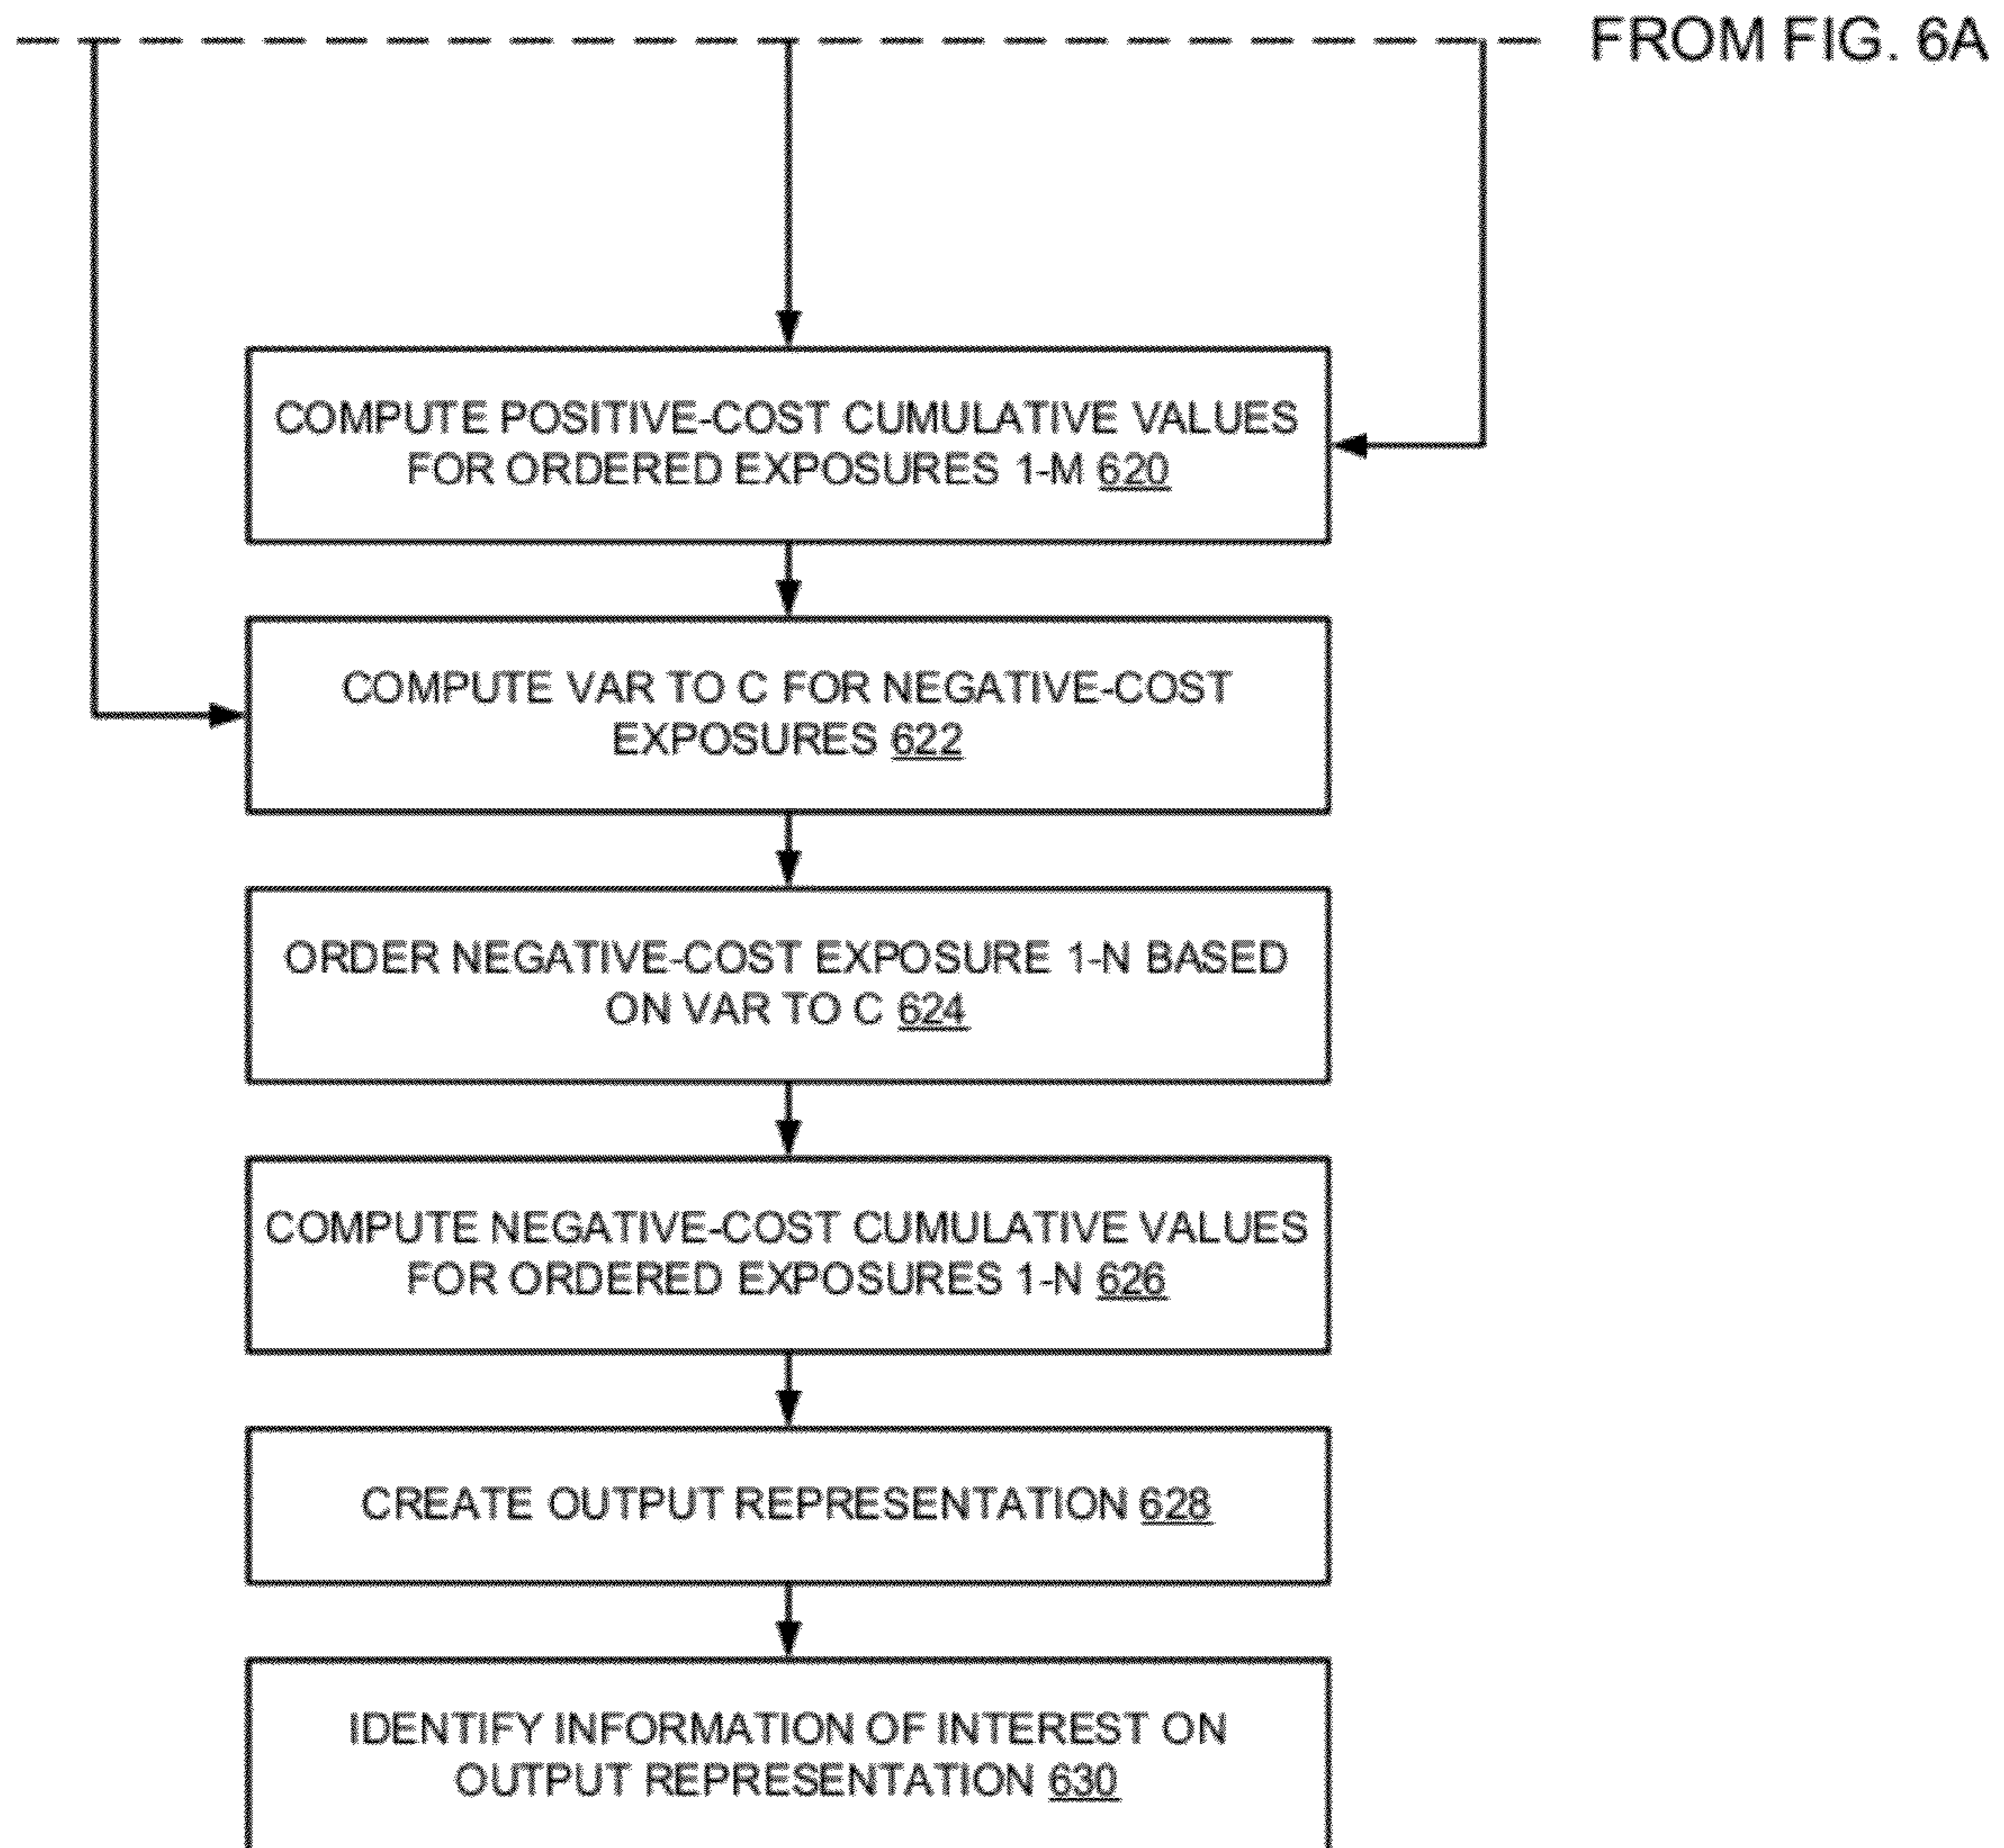 FROM FIG. 6A
COMPUTE POSITIVE-COST CUMULATIVE VALUES
FOR ORDERED EXPOSURES 1-M 620
COMPUTE VAR TO C FOR NEGATIVE-COST
EXPOSURES 622
ORDER NEGATIVE-COST EXPOSURE 1-N BASED
ON VAR TO C 624
COMPUTE NEGATIVE-COST CUMULATIVE VALUES
FOR ORDERED EXPOSURES 1-N 626
CREATE OUTPUT REPRESENTATION 628
IDENTIFY INFORMATION OF INTEREST ON
OUTPUT REPRESENTATION 630